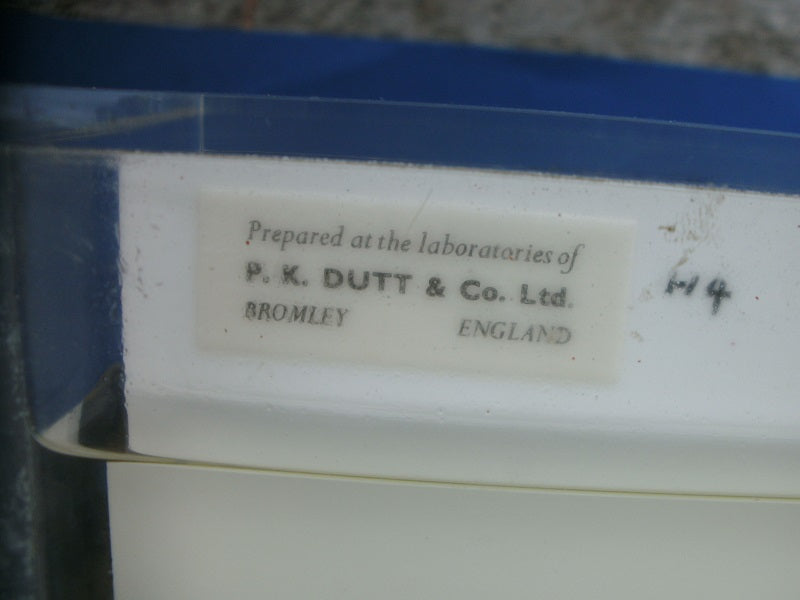 Prepared at the laboratories of
P. K. DUTT & Co. Ltd.
BROMLEY ENGLAND
H4